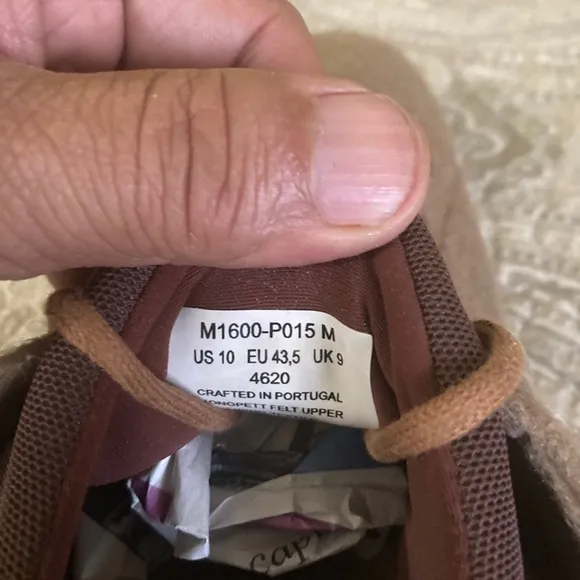 M1600-P015 M
US 10 EU 43,5 UK 9
4620
CRAFTED IN PORTUGAL
FELT UPPER